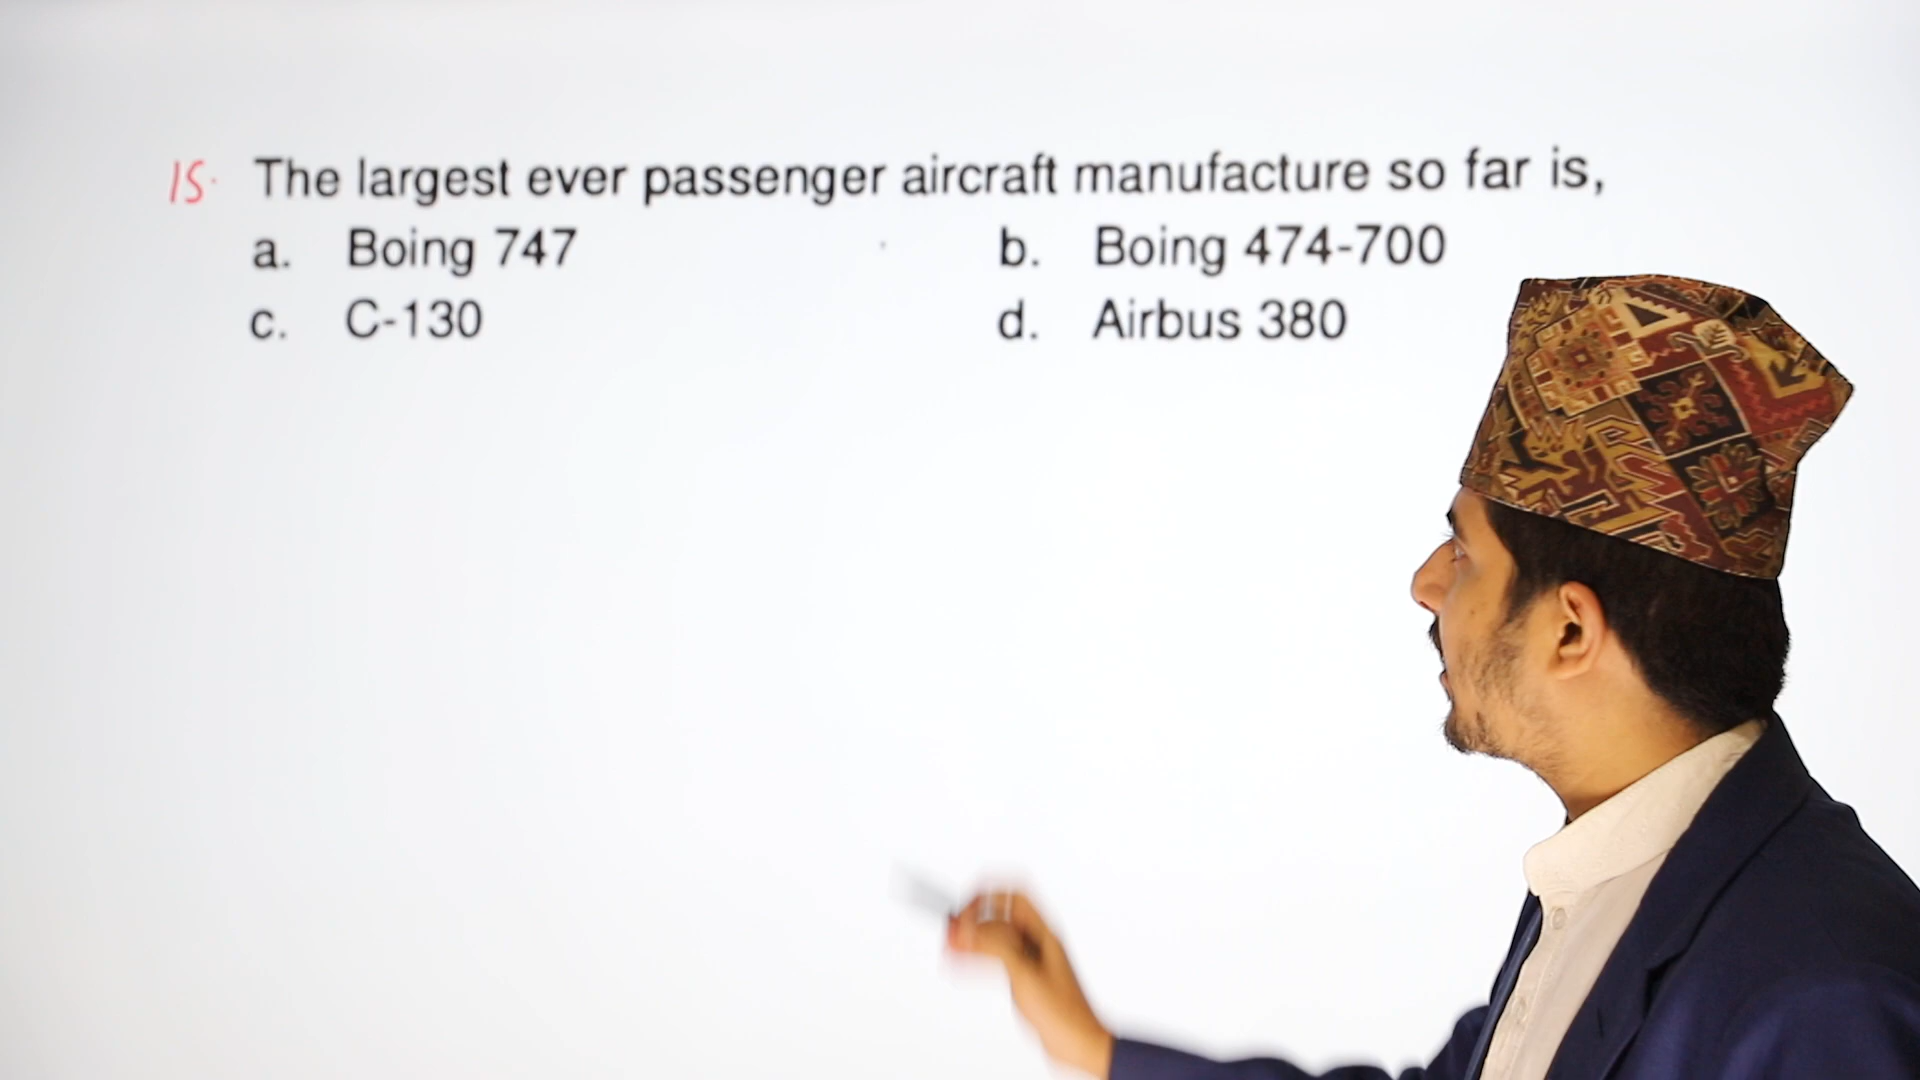 15. The largest ever passenger aircraft manufacture so far is,
a. Boing 747 b. Boing 474-700
c. C-130 d. Airbus 380